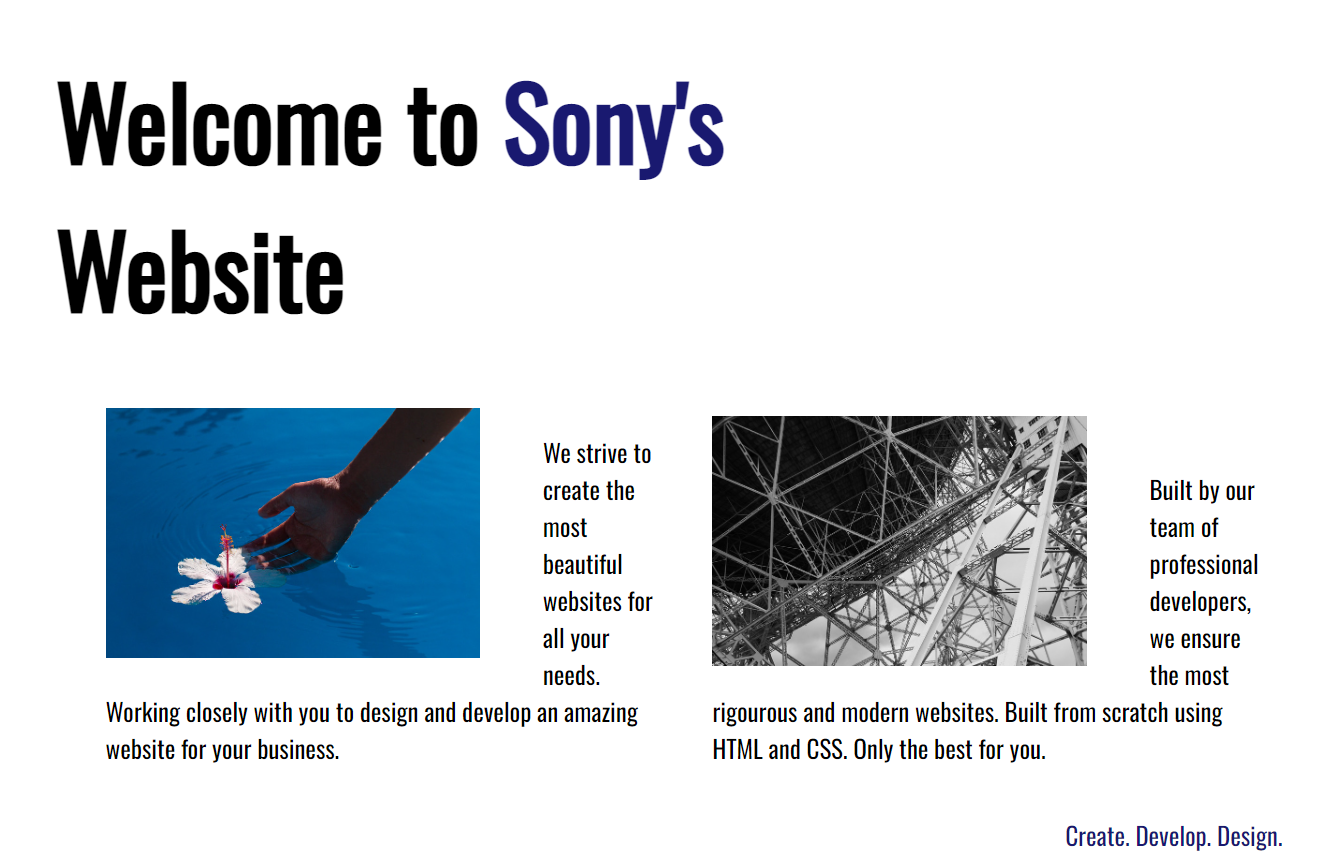 Welcome to Sony's
Website
We strive to
create the
most
beautiful
websites for
all your
needs.
Working closely with you to design and develop an amazing
website for your business.
Built by our
team of
professional
developers,
we ensure
the most
rigourous and modern websites. Built from scratch using
HTML and CSS. Only the best for you.
Create. Develop. Design.